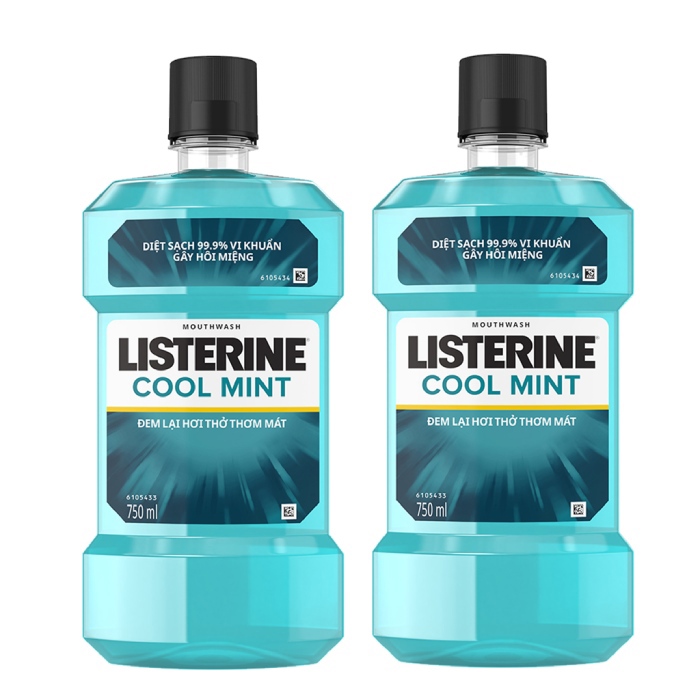 DIỆT SẠCH 99.9% VI KHUẨN
GÂY HÔI MIỆNG
6105434
MOUTHWASH
LISTERINE®
COOL MINT
ĐEM LẠI HƠI THỞ THƠM MÁT
6105433
750 ml
DIỆT SẠCH 99.9% VI KHUẨN
GÂY HÔI MIỆNG
6105434
MOUTHWASH
LISTERINE®
COOL MINT
ĐEM LẠI HƠI THỞ THƠM MÁT
6105433
750 ml